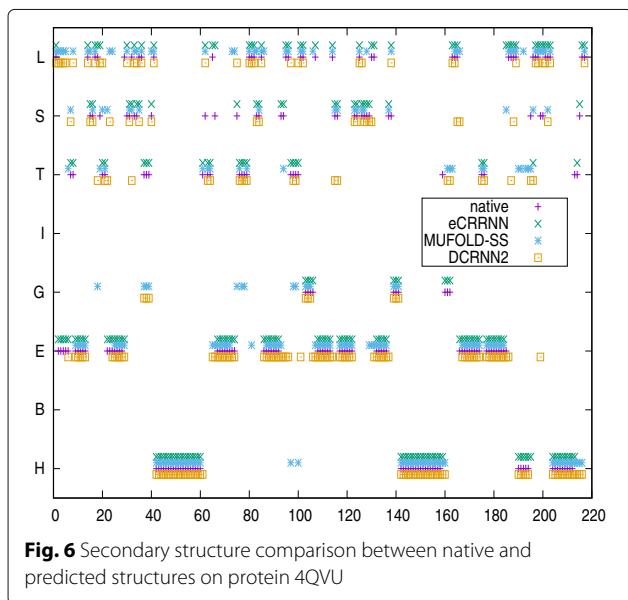 L
S
T
I
G
E
B
H
native
eCRRNN
MUFOLD-SS
DCRNN2
0 20 40 60 80 100 120 140 160 180 200 220
Fig. 6 Secondary structure comparison between native and
predicted structures on protein 4QVU